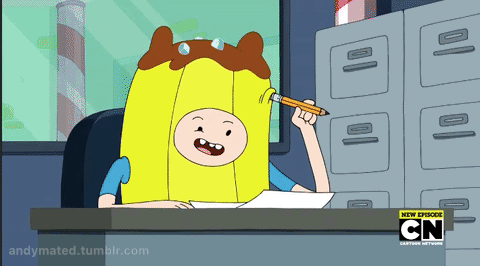 NEW EPISODE
CN
CARTOON NETWORK
andymated.tumblr.com